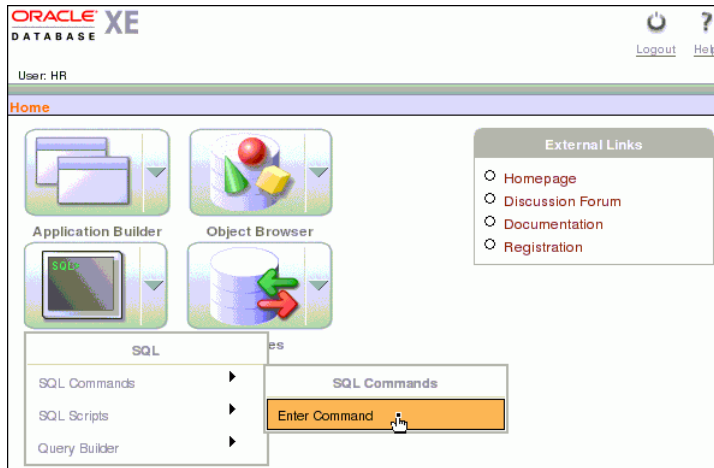 ORACLE XE
DATABASE
Logout
User: HR
Home
Application Builder
Object Browser
External Links
Homepage
Discussion Forum
Documentation
Registration
SQL>
SQL
es
SQL Commands
SQL Scripts
Query Builder
SQL Commands
Enter Command